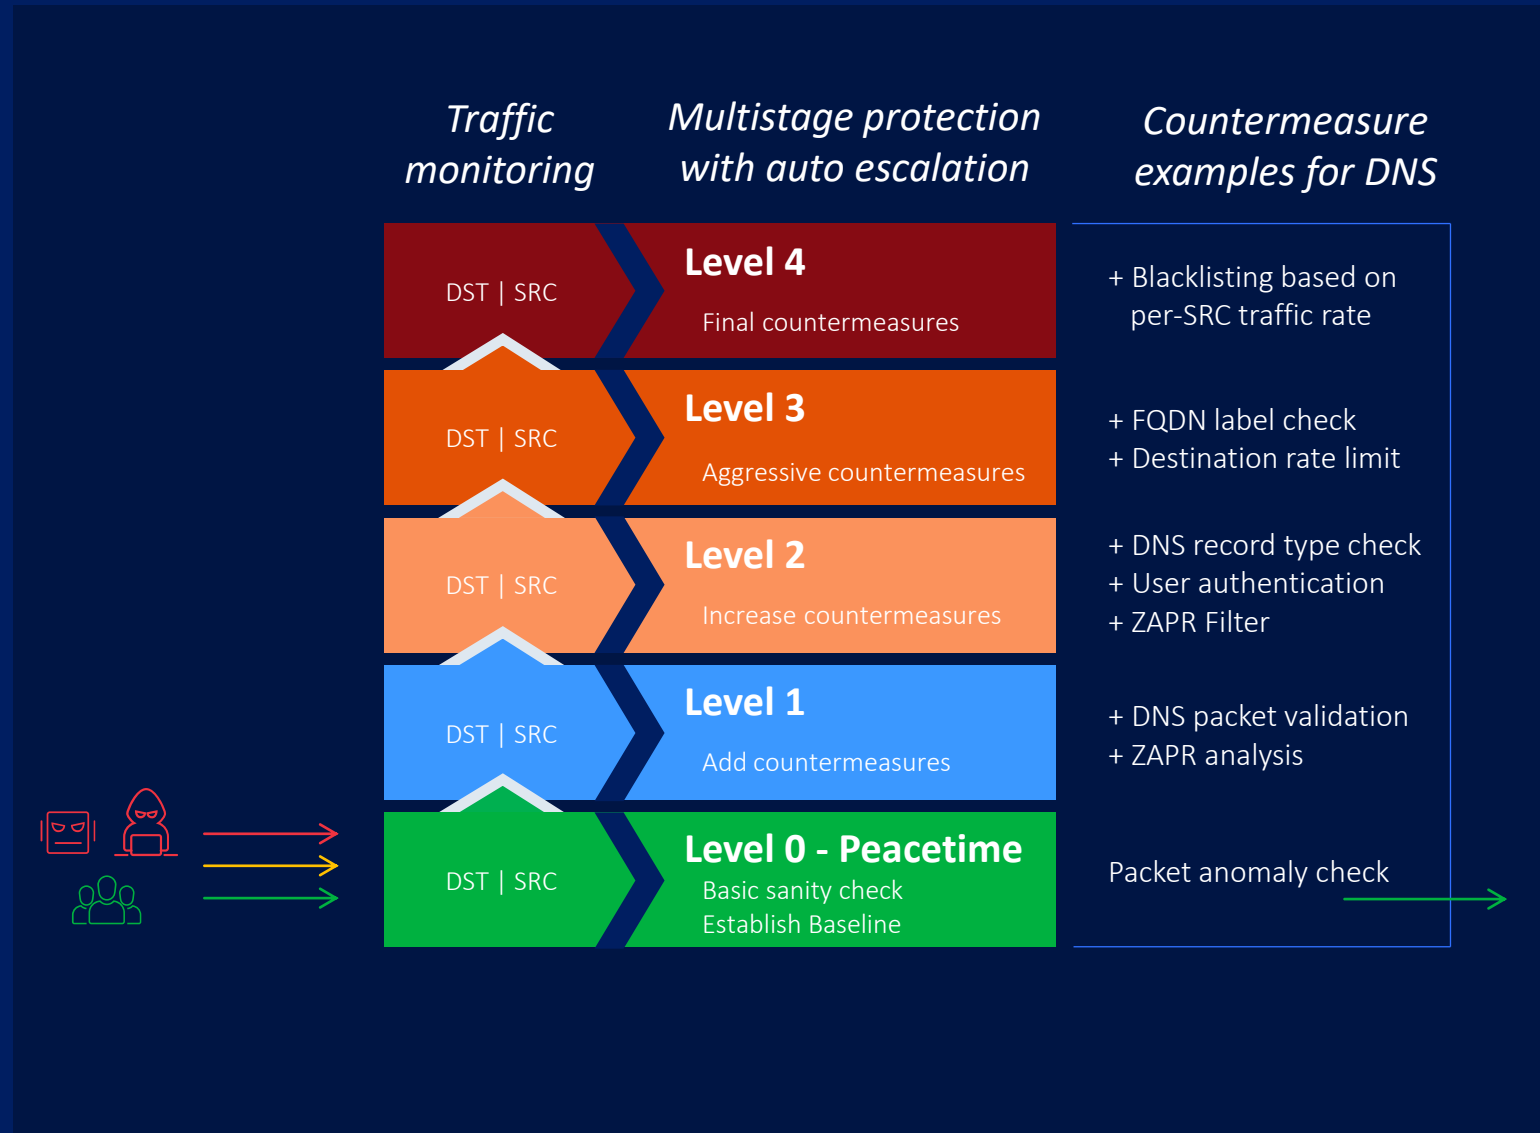 Traffic
monitoring
Multistage protection
with auto escalation
Countermeasure
examples for DNS
DST | SRC
Level 4
Final countermeasures
+ Blacklisting based on
per-SRC traffic rate
DST | SRC
Level 3
Aggressive countermeasures
+ FQDN label check
+ Destination rate limit
DST | SRC
Level 2
Increase countermeasures
+ DNS record type check
+ User authentication
+ ZAPR Filter
DST | SRC
Level 1
Add countermeasures
+ DNS packet validation
+ ZAPR analysis
DST | SRC
Level 0 - Peacetime
Basic sanity check
Establish Baseline
Packet anomaly check